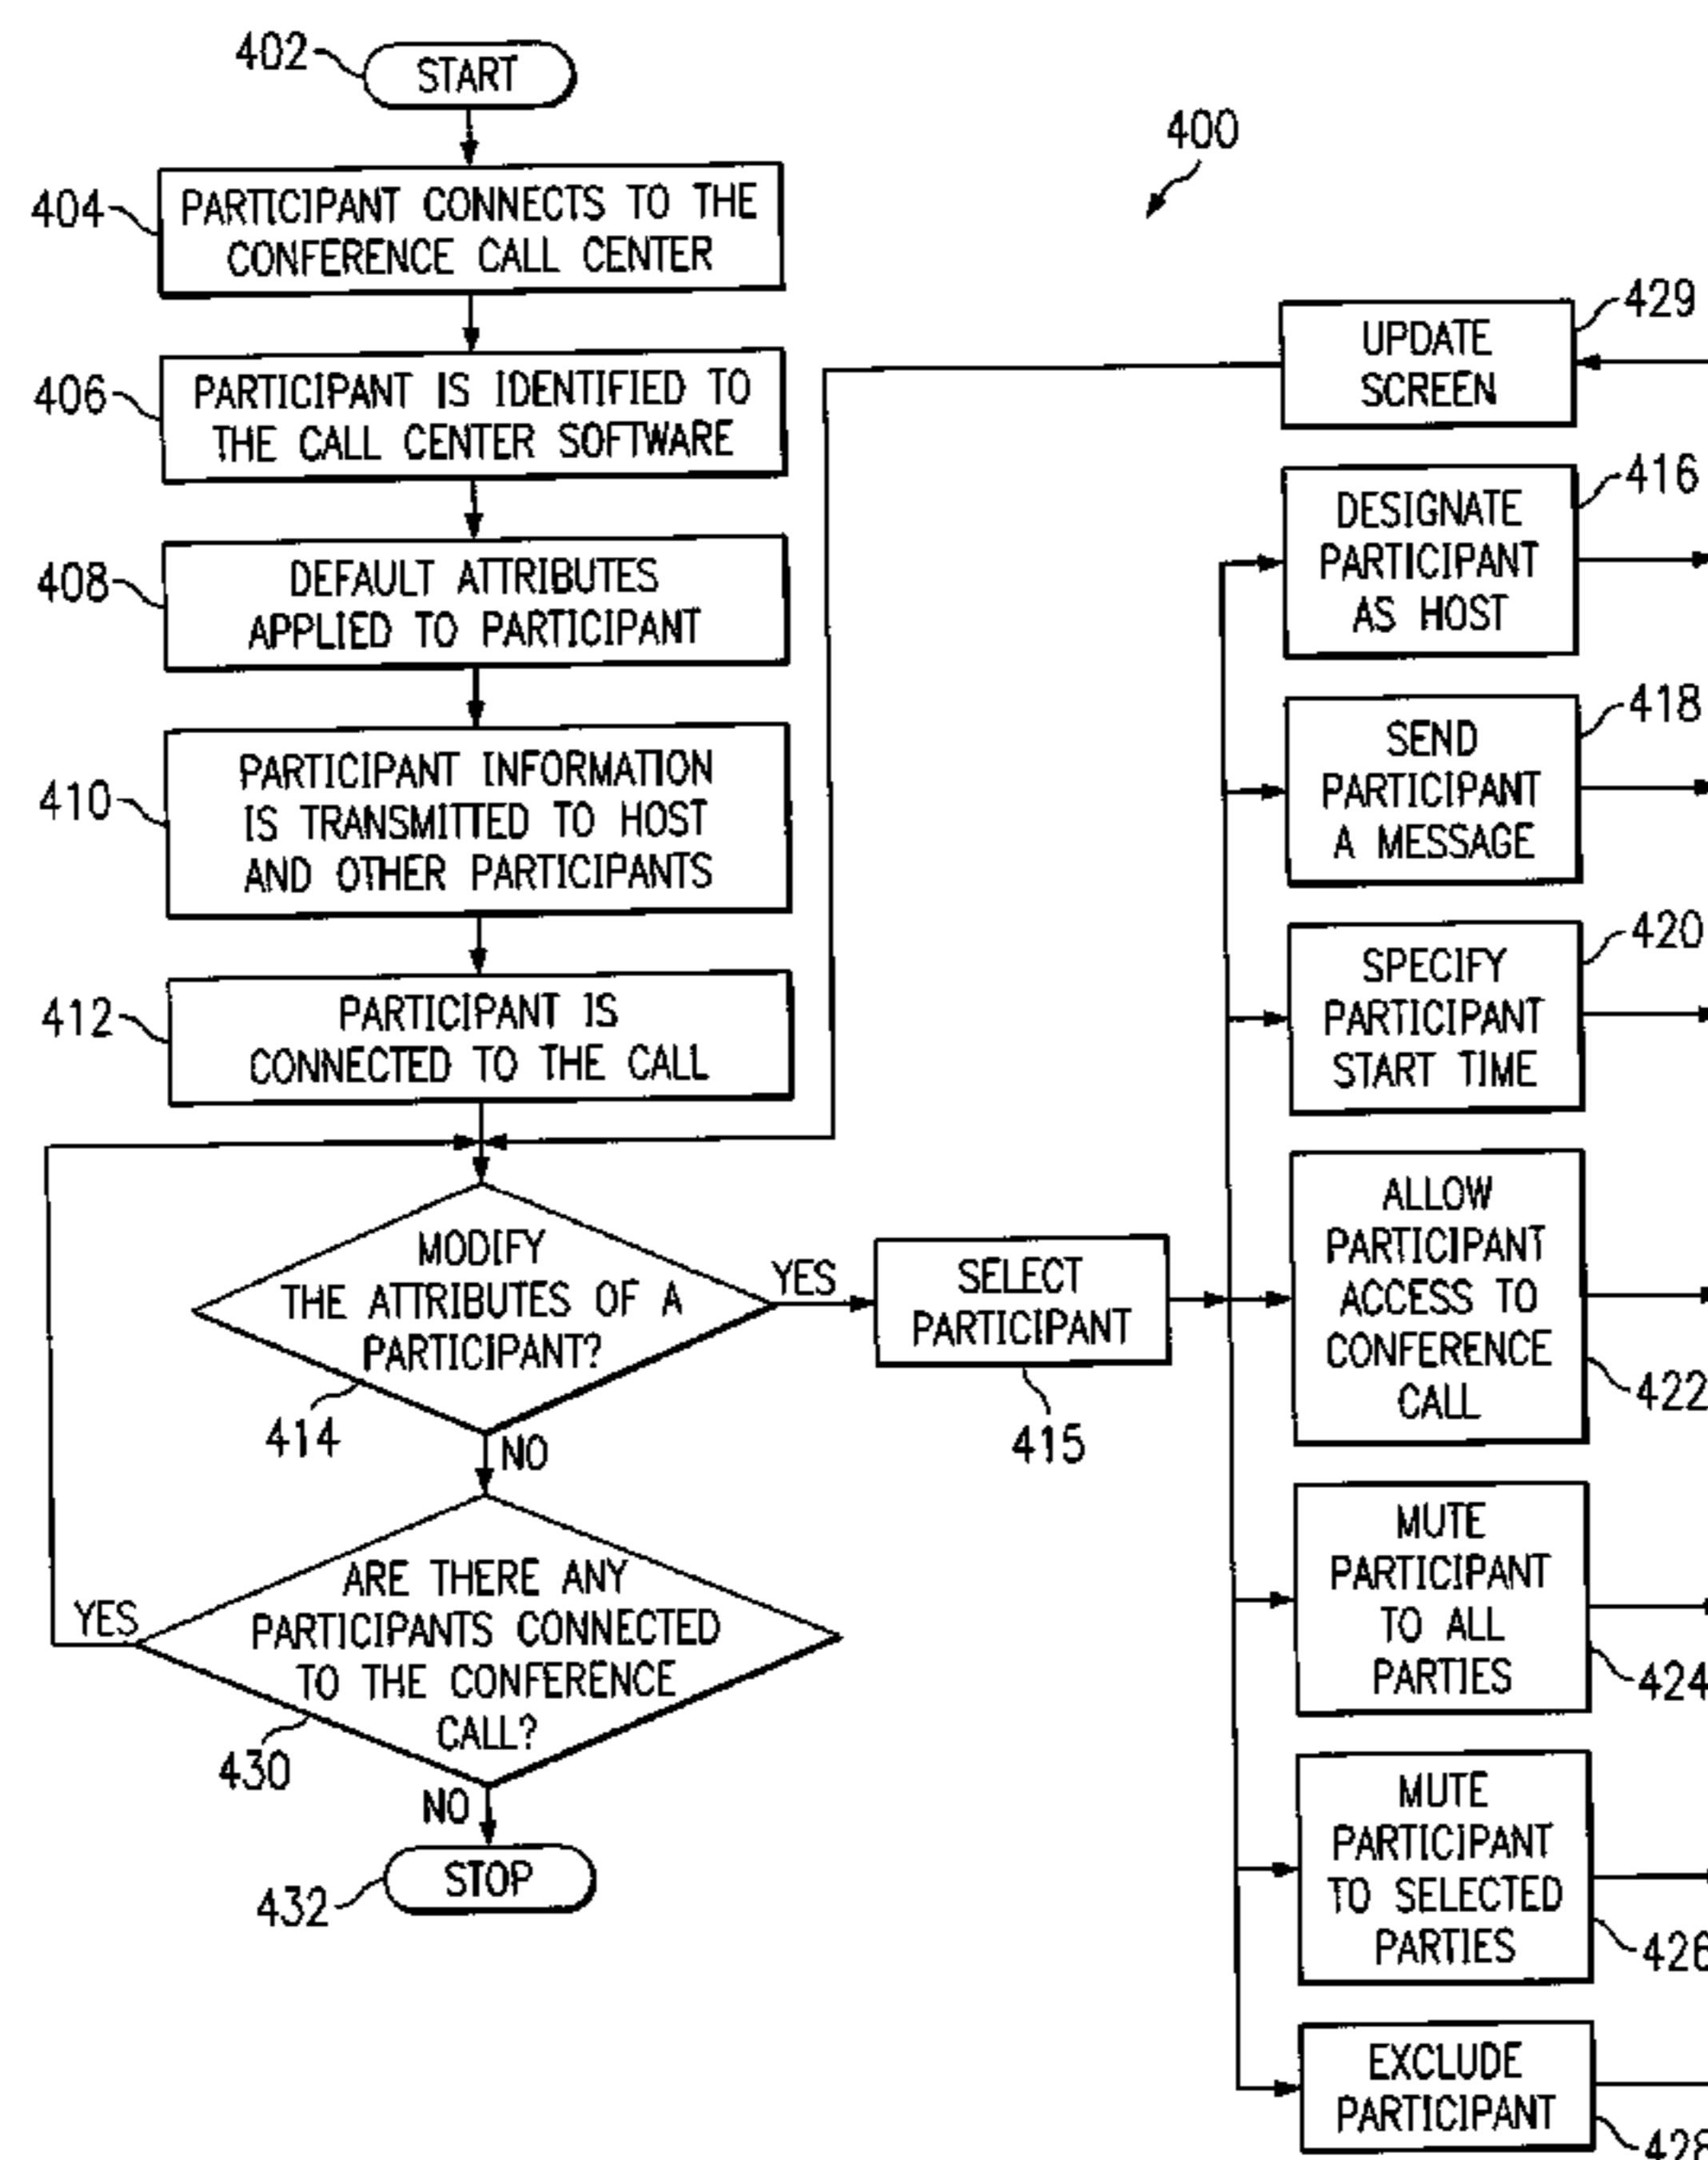 402
START
400
404
PARTICIPANT CONNECTS TO THE
CONFERENCE CALL CENTER
406
PARTICIPANT IS IDENTIFIED TO
THE CALL CENTER SOFTWARE
408
DEFAULT ATTRIBUTES
APPLIED TO PARTICIPANT
410
PARTICIPANT INFORMATION
IS TRANSMITTED TO HOST
AND OTHER PARTICIPANTS
412
PARTICIPANT IS
CONNECTED TO THE CALL
MODIFY
THE ATTRIBUTES OF A
PARTICIPANT?
414
YES
NO
SELECT
PARTICIPANT
415
ARE THERE ANY
PARTICIPANTS CONNECTED
TO THE CONFERENCE
CALL?
YES
430
NO
STOP
432
429
UPDATE
SCREEN
416
DESIGNATE
PARTICIPANT
AS HOST
418
SEND
PARTICIPANT
A MESSAGE
420
SPECIFY
PARTICIPANT
START TIME
ALLOW
PARTICIPANT
ACCESS TO
CONFERENCE
CALL
422
MUTE
PARTICIPANT
TO ALL
PARTIES
424
MUTE
PARTICIPANT
TO SELECTED
PARTIES
426
EXCLUDE
PARTICIPANT
428